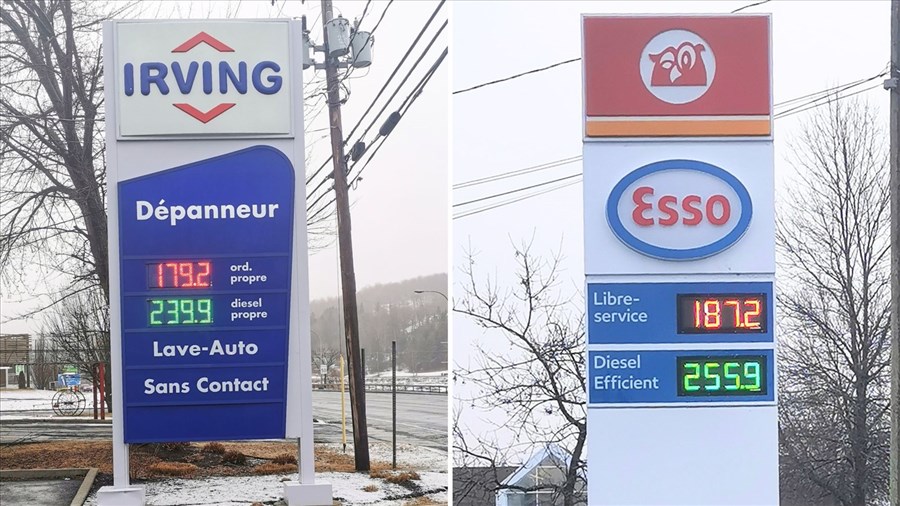 IRVING
Dépanneur
179.2 ord. propre
239.9 diesel propre
Lave-Auto
Sans Contact
Esso
Libre-
service 187.2
Diesel
Efficient 255.9